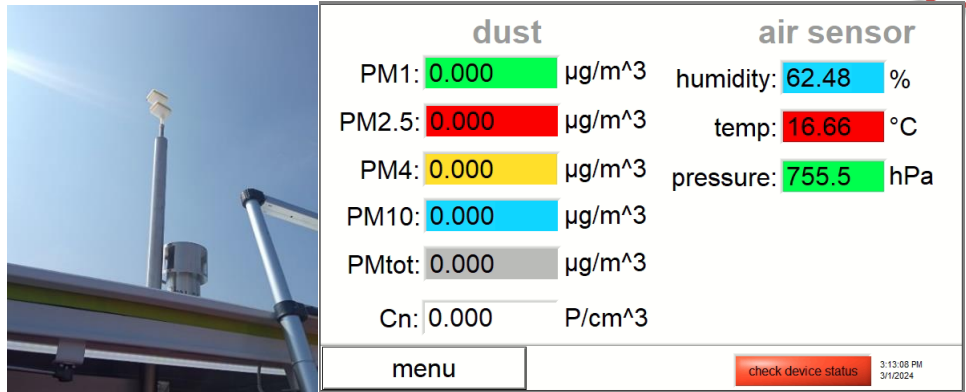 dust air sensor
PM1: 0.000 µg/m^3 humidity: 62.48 %
PM2.5: 0.000 µg/m^3 temp: 16.66 °C
PM4: 0.000 µg/m^3 pressure: 755.5 hPa
PM10: 0.000 µg/m^3
PMtot: 0.000 µg/m^3
Cn: 0.000 P/cm^3
menu check device status 3:13:08 PM
3/1/2024